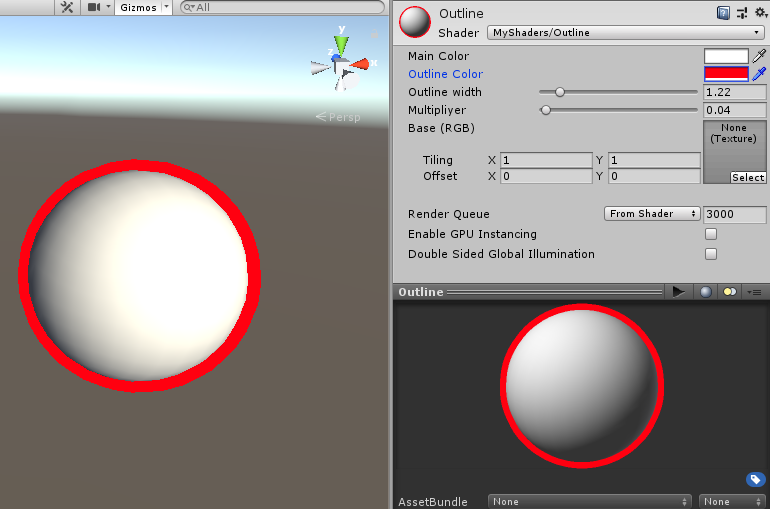 Gizmos All
y
z
x
Persp
Outline
Shader MyShaders/Outline
Main Color
Outline Color
Outline width 1.22
Multipliyer 0.04
Base (RGB) None
(Texture)
Tiling X 1 Y 1
Offset X 0 Y 0
Select
Render Queue From Shader 3000
Enable GPU Instancing
Double Sided Global Illumination
Outline
AssetBundle None None